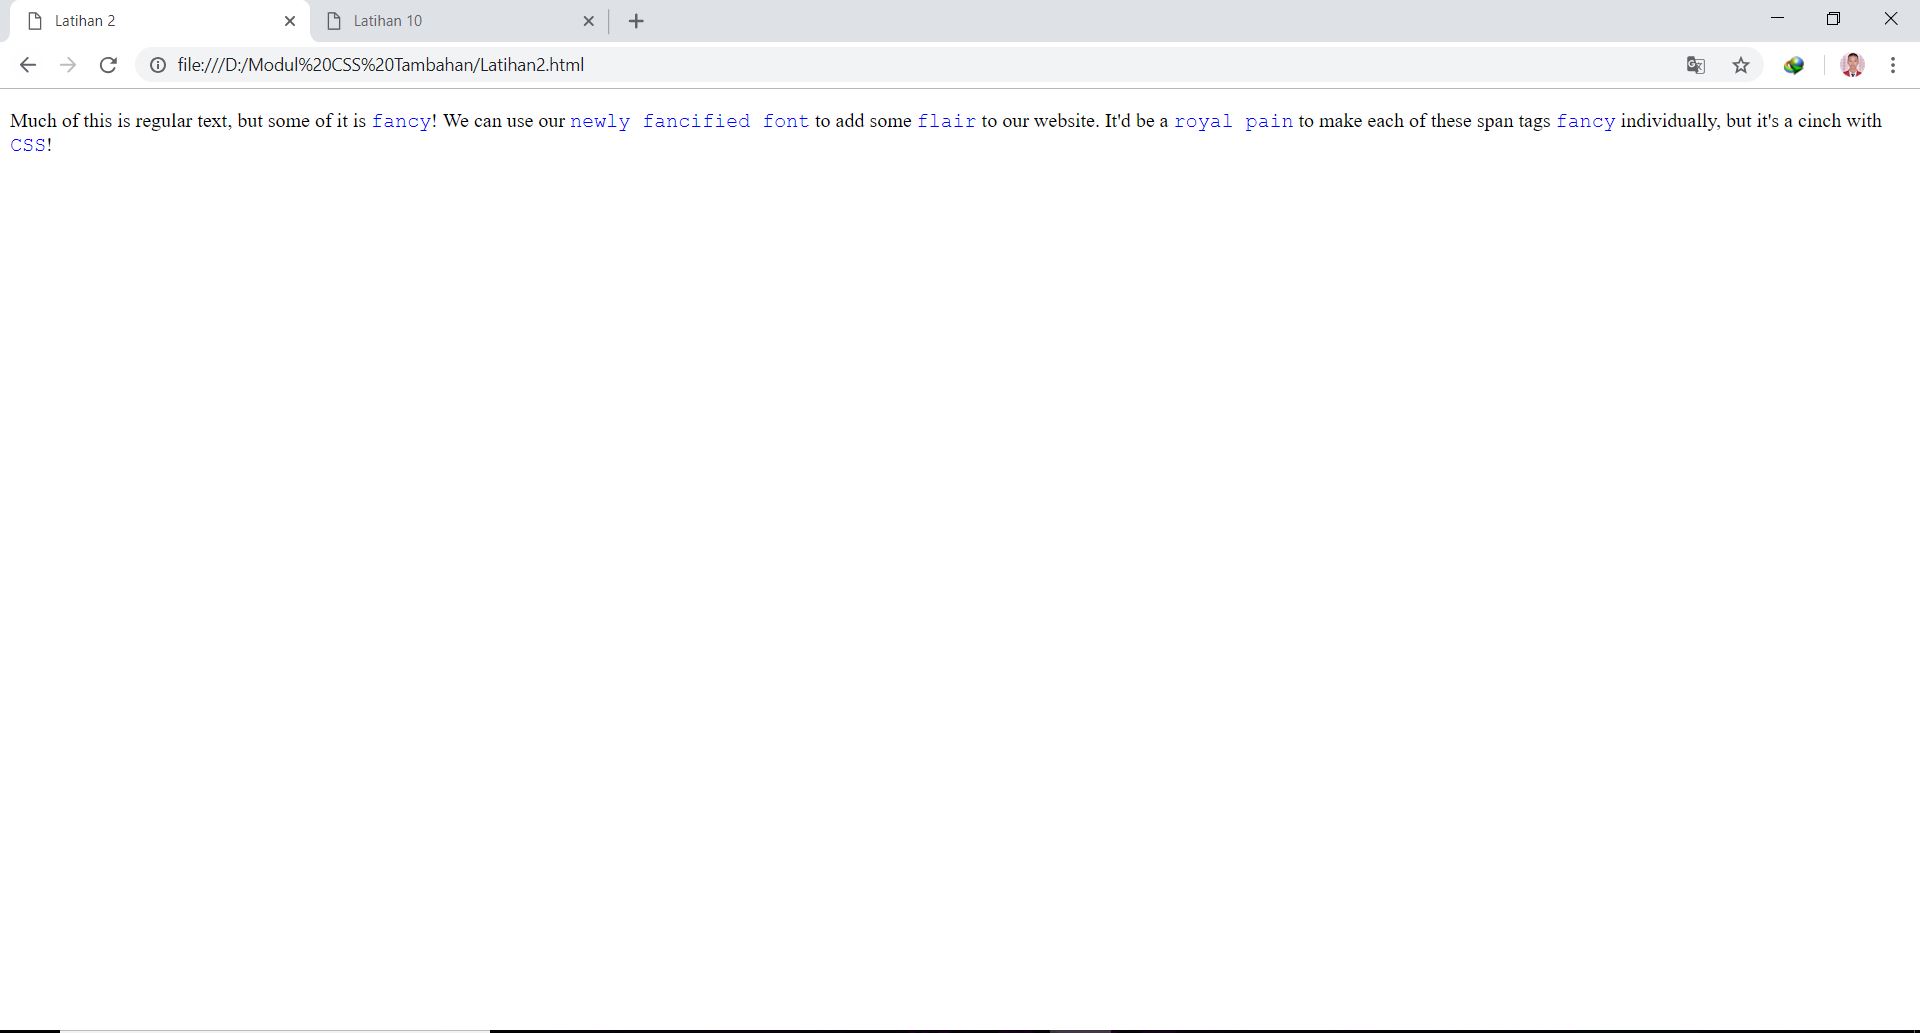 Latihan 2
Latihan 10
file:///D:/Modul%20CSS%20Tambahan/Latihan2.html
Much of this is regular text, but some of it is fancy! We can use our newly fancified font to add some flair to our website. It'd be a royal pain to make each of these span tags fancy individually, but it's a cinch with
CSS!